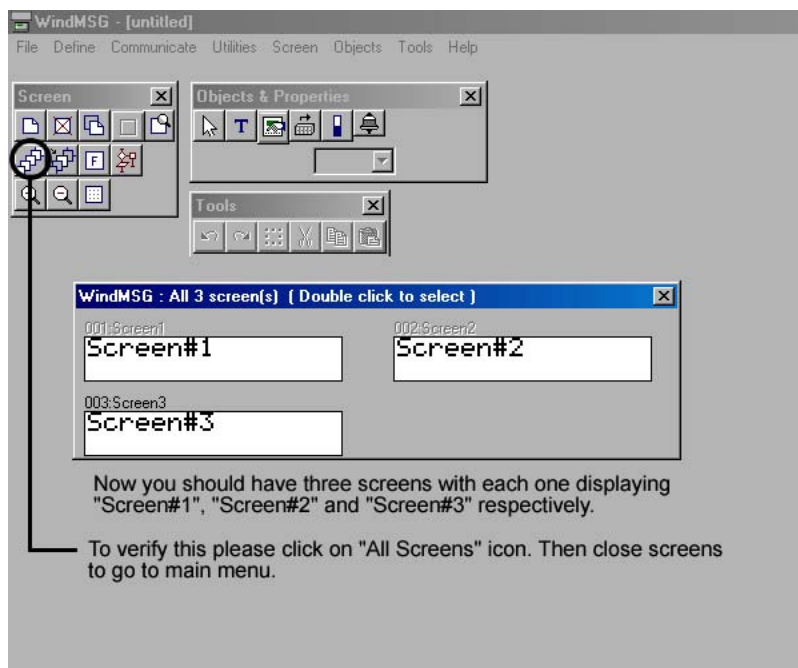 WindMSG - [untitled]
File Define Communicate Utilities Screen Objects Tools Help
Screen
Objects & Properties
T
F
Tools
WindMSG : All 3 screen(s) ( Double click to select )
001:Screen1
Screen#1
002:Screen2
Screen#2
003:Screen3
Screen#3
Now you should have three screens with each one displaying
"Screen#1", "Screen#2" and "Screen#3" respectively.
To verify this please click on "All Screens" icon. Then close screens
to go to main menu.